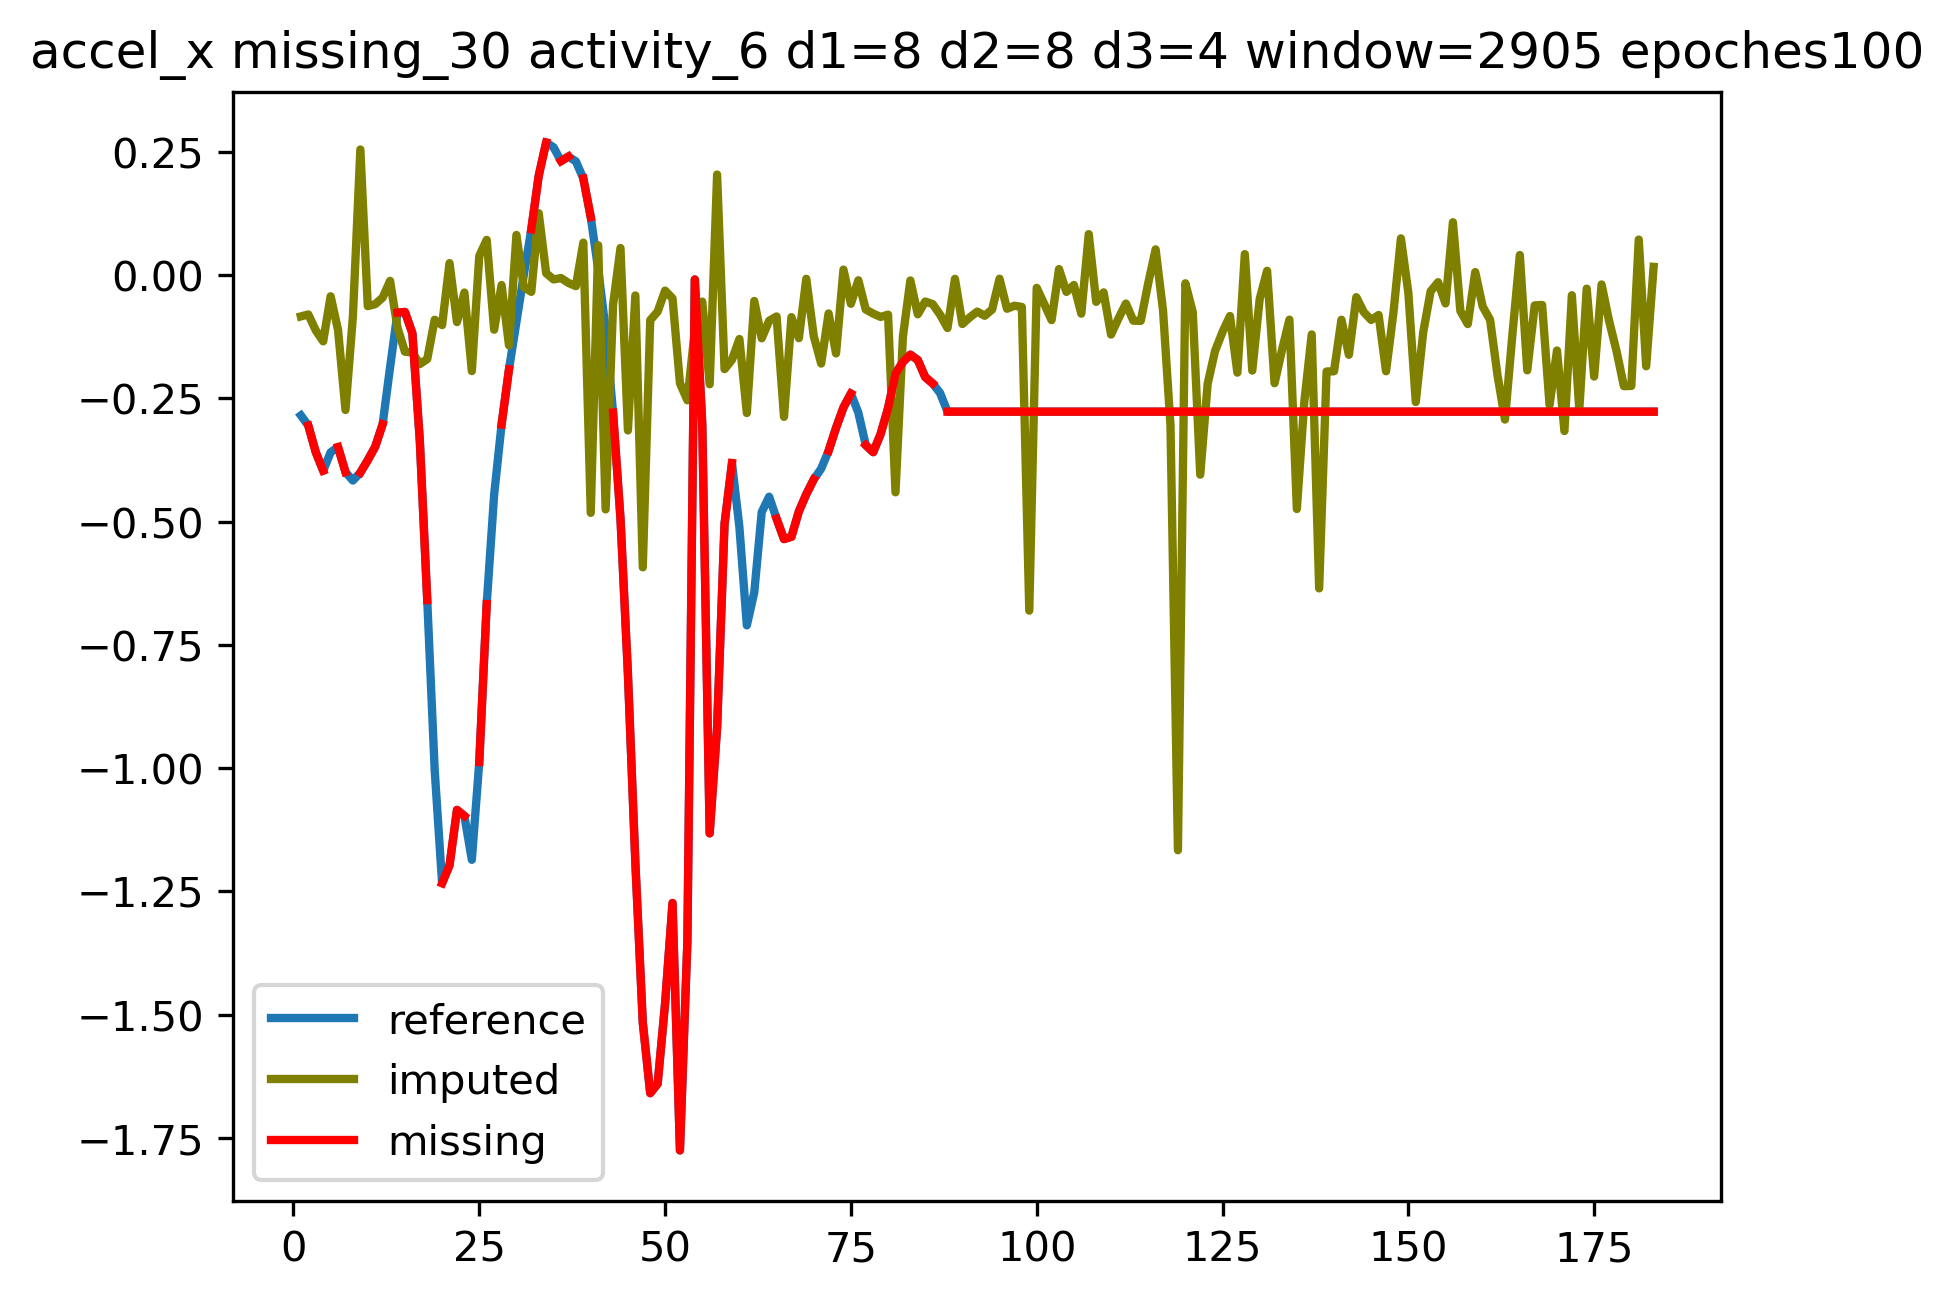 accel_x missing_30 activity_6 d1=8 d2=8 d3=4 window=2905 epoches100
0.25
0.00
−0.25
−0.50
−0.75
−1.00
−1.25
−1.50
−1.75
reference
imputed
missing
0 25 50 75 100 125 150 175